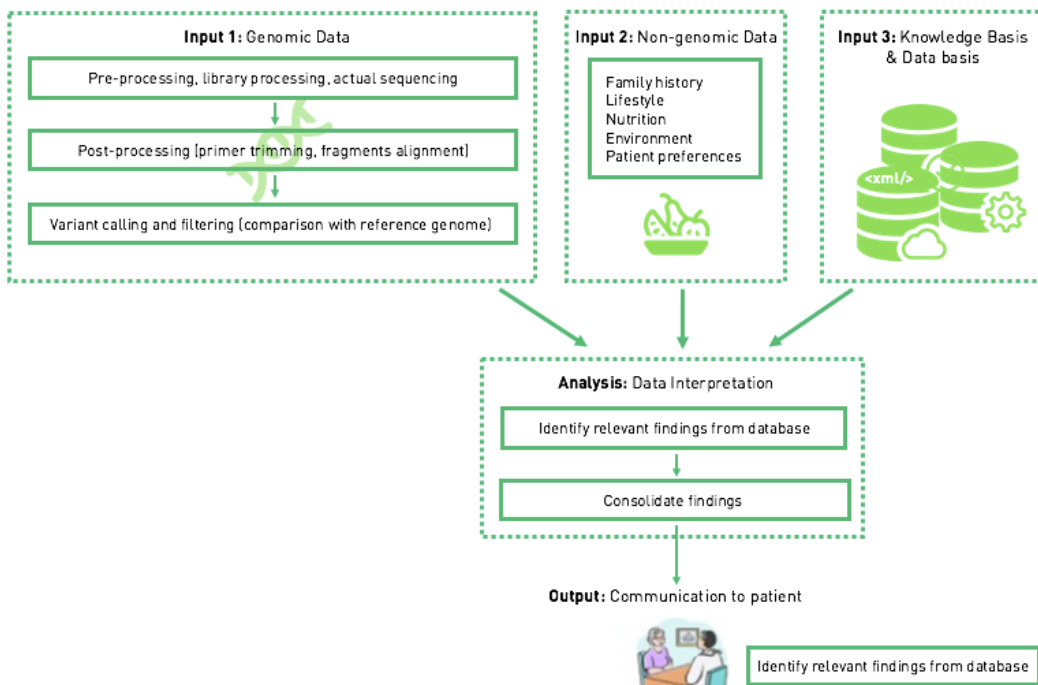 Input 1: Genomic Data
Pre-processing, library processing, actual sequencing
Post-processing (primer trimming, fragments alignment)
Variant calling and filtering (comparison with reference genome)
Input 2: Non-genomic Data
Family history
Lifestyle
Nutrition
Environment
Patient preferences
Input 3: Knowledge Basis
& Data basis
<xml/>
Analysis: Data Interpretation
Identify relevant findings from database
Consolidate findings
Output: Communication to patient
Identify relevant findings from database